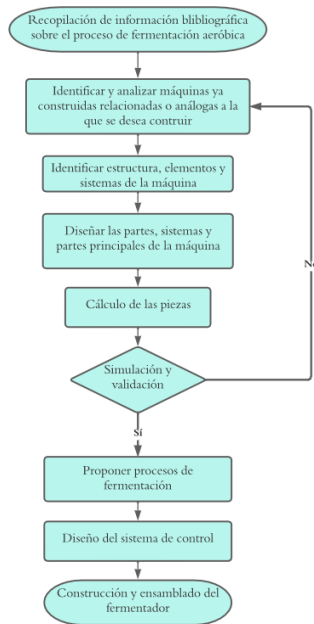 Recopilación de información blibliográfica
sobre el proceso de fermentación aeróbica
Identificar y analizar máquinas ya
construidas relacionadas o análogas a la
que se desea contruir
Identificar estructura, elementos y
sistemas de la máquina
Diseñar las partes, sistemas y
partes principales de la máquina
Cálculo de las piezas
Simulación y
validación
Sí
Proponer procesos de
fermentación
Diseño del sistema de control
Construcción y ensamblado del
fermentador